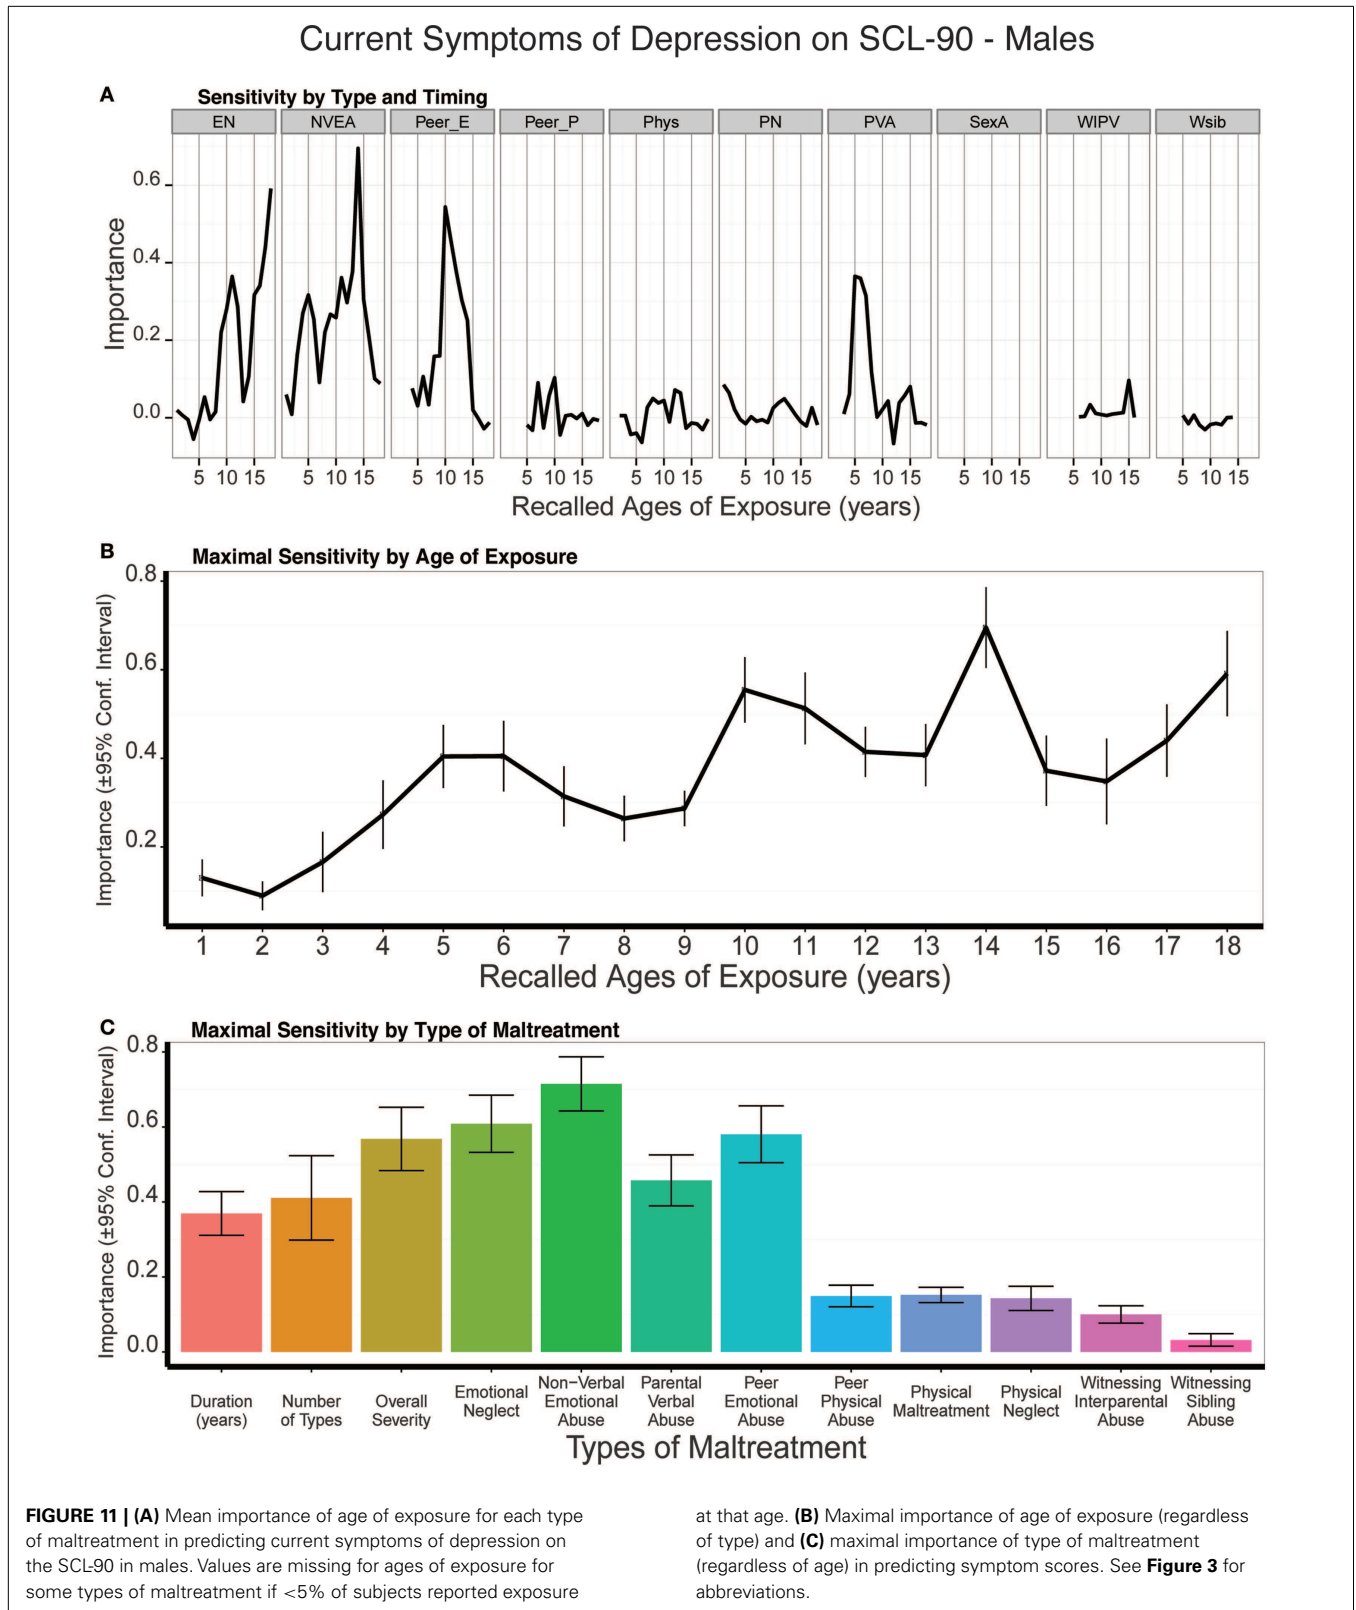 Current Symptoms of Depression on SCL-90 - Males
A
Sensitivity by Type and Timing
EN NVEA Peer_E Peer_P Phys PN PVA SexA WIPV Wsib
Importance
0.6
0.4
0.2
0.0
5 10 15 5 10 15 5 10 15 5 10 15 5 10 15 5 10 15 5 10 15 5 10 15 5 10 15 5 10 15
Recalled Ages of Exposure (years)
B
Maximal Sensitivity by Age of Exposure
Importance (±95% Conf. Interval)
0.8
0.6
0.4
0.2
1 2 3 4 5 6 7 8 9 10 11 12 13 14 15 16 17 18
Recalled Ages of Exposure (years)
C
Maximal Sensitivity by Type of Maltreatment
Importance (±95% Conf. Interval)
0.8
0.6
0.4
0.2
0.0
Duration
(years)
Number
of Types
Overall
Severity
Emotional
Neglect
Non-Verbal
Emotional
Abuse
Parental
Verbal
Abuse
Peer
Emotional
Abuse
Peer
Physical
Abuse
Physical
Maltreatment
Physical
Neglect
Witnessing
Interparental
Abuse
Witnessing
Sibling
Abuse
Types of Maltreatment
FIGURE 11 | (A) Mean importance of age of exposure for each type
of maltreatment in predicting current symptoms of depression on
the SCL-90 in males. Values are missing for ages of exposure for
some types of maltreatment if <5% of subjects reported exposure
at that age. (B) Maximal importance of age of exposure (regardless
of type) and (C) maximal importance of type of maltreatment
(regardless of age) in predicting symptom scores. See Figure 3 for
abbreviations.